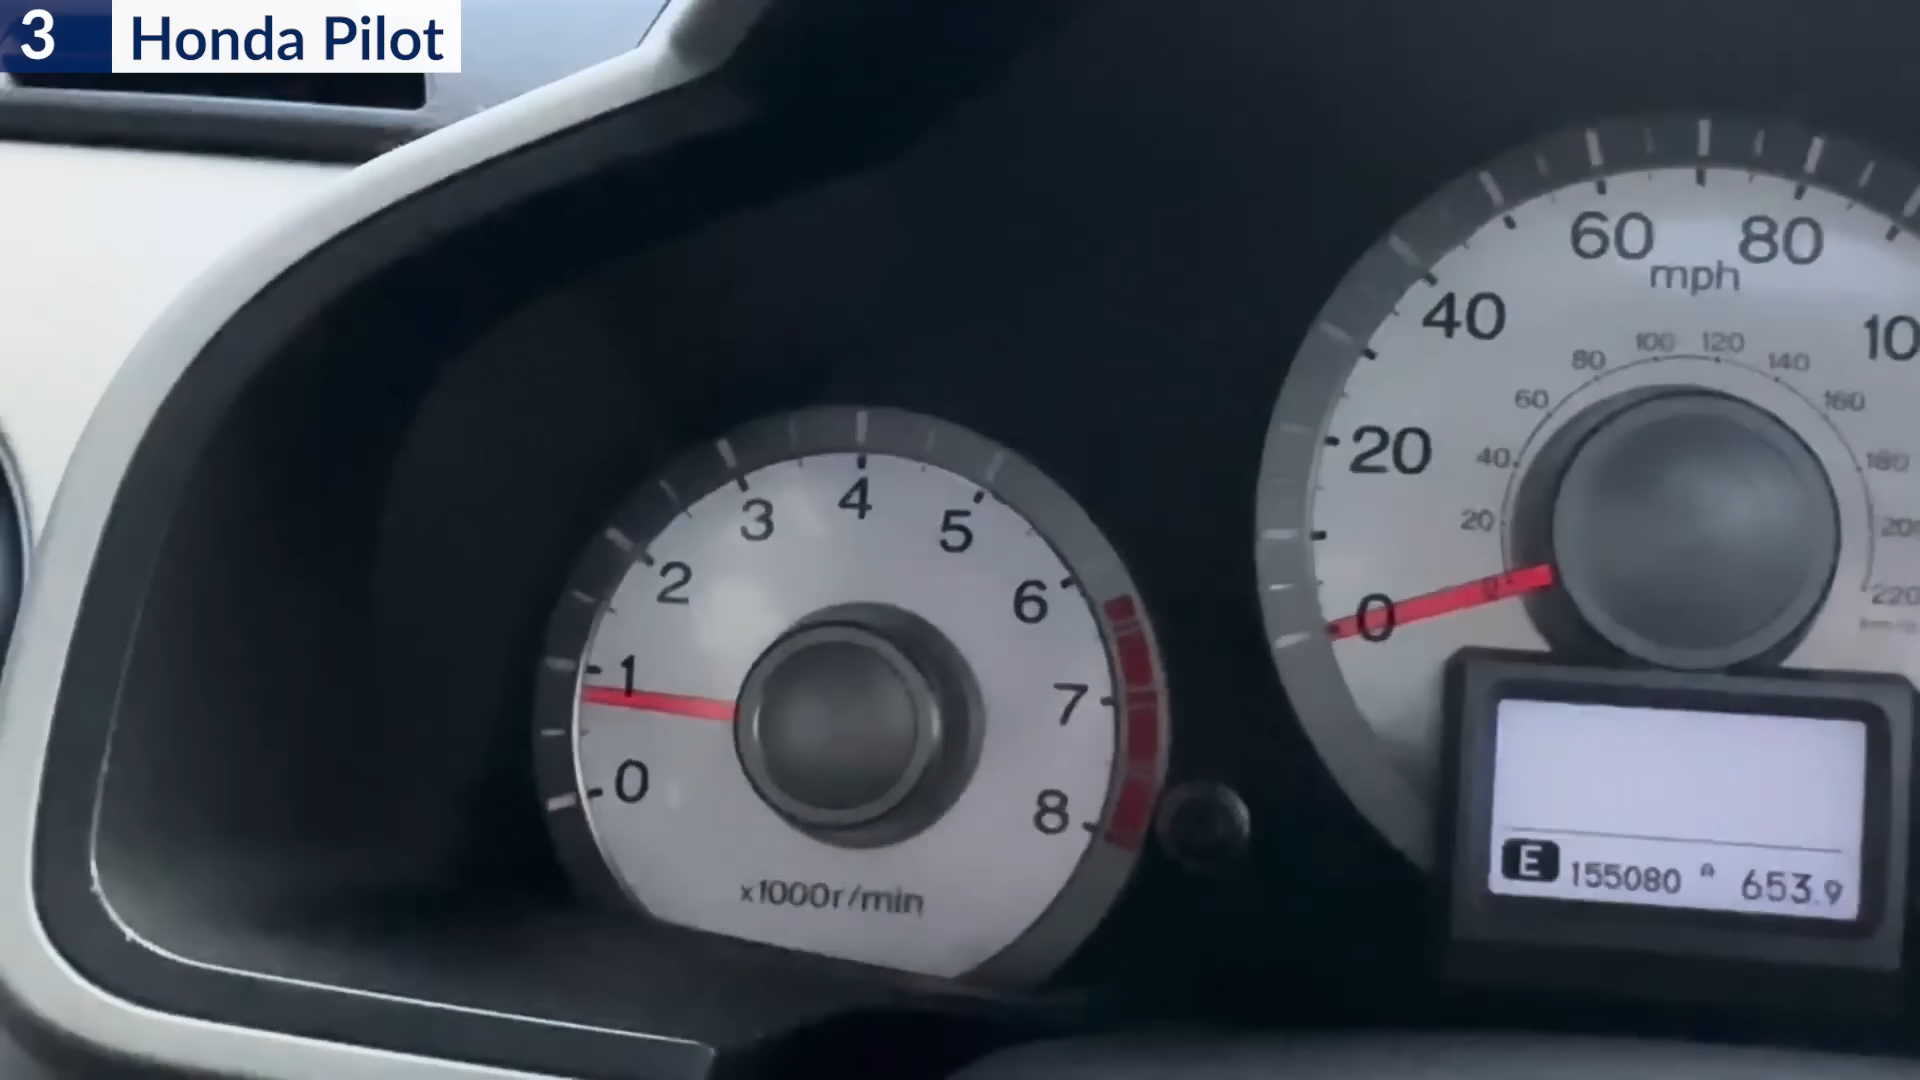 3 Honda Pilot
0 1 2 3 4 5 6 7 8
x1000r/min
0 20 40 60 80 10
mph
0 20 40 60 80 100 120 140 160 180 220
E 155080 A 653.9